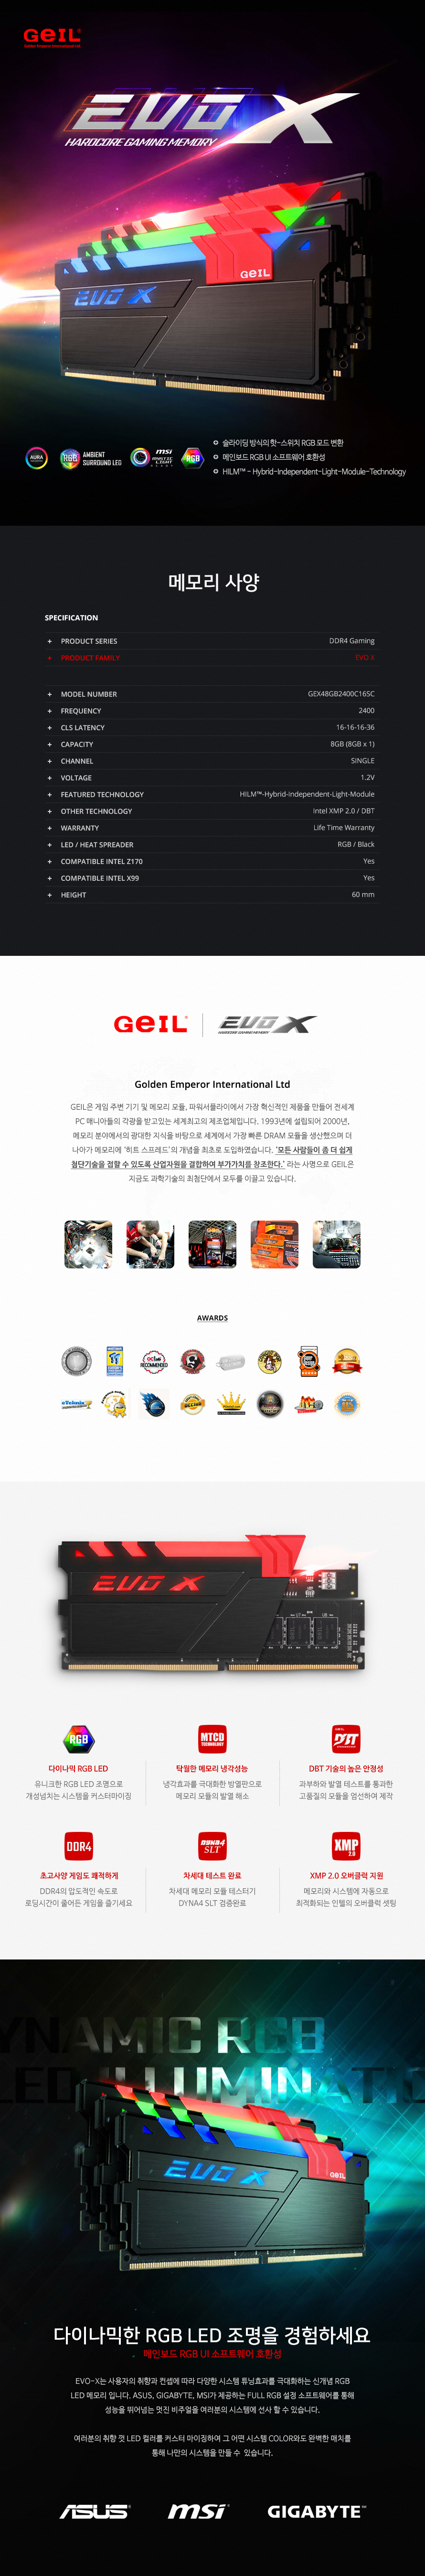 GeIL
Golden Emperor International Ltd.
EVO X
HARDCORE GAMING MEMORY
EVO X
GeIL
AURA
RGB
AMBIENT
SURROUND LED
msi
MYSTIC
LIGHT
RGB
슬라이딩 방식의 핫-스위치 RGB 모드 변환
메인보드 RGB UI 소프트웨어 호환성
HILM™ - Hybrid-Independent-Light-Module-Technology
메모리 사양
SPECIFICATION
+ PRODUCT SERIES DDR4 Gaming
+ PRODUCT FAMILY EVO X
+ MODEL NUMBER GEX48GB2400C16SC
+ FREQUENCY 2400
+ CLS LATENCY 16-16-16-36
+ CAPACITY 8GB (8GB x 1)
+ CHANNEL SINGLE
+ VOLTAGE 1.2V
+ FEATURED TECHNOLOGY HILM™-Hybrid-Independent-Light-Module
+ OTHER TECHNOLOGY Intel XMP 2.0 / DBT
+ WARRANTY Life Time Warranty
+ LED / HEAT SPREADER RGB / Black
+ COMPATIBLE INTEL Z170 Yes
+ COMPATIBLE INTEL X99 Yes
+ HEIGHT 60 mm
GeIL
EVO X
HARDCORE GAMING MEMORY
Golden Emperor International Ltd
GEIL은 게임 주변 기기 및 메모리 모듈, 파워서플라이에서 가장 혁신적인 제품을 만들어 전세계
PC 매니아들의 각광을 받고있는 세계최고의 제조업체입니다. 1993년에 설립되어 2000년,
메모리 분야에서의 광대한 지식을 바탕으로 세계에서 가장 빠른 DRAM 모듈을 생산했으며 더
나아가 메모리에 '히트 스프레드'의 개념을 최초로 도입하였습니다. '모든 사람들이 좀 더 쉽게
첨단기술을 접할 수 있도록 산업자원을 결합하여 부가가치를 창조한다.' 라는 사명으로 GEIL은
지금도 과학기술의 최첨단에서 모두를 이끌고 있습니다.
AWARDS
RECOMMENDED
EVO X
RGB
MTCD
TECHNOLOGY
DBT
다이나믹 RGB LED
유니크한 RGB LED 조명으로
개성넘치는 시스템을 커스터마이징
탁월한 메모리 냉각성능
냉각효과를 극대화한 방열판으로
메모리 모듈의 발열 해소
DBT 기술의 높은 안정성
과부하와 발열 테스트를 통과한
고품질의 모듈을 엄선하여 제작
DDR4
DYNA4
SLT
XMP
2.0
초고사양 게임도 쾌적하게
DDR4의 압도적인 속도로
로딩시간이 줄어든 게임을 즐기세요
차세대 테스트 완료
차세대 메모리 모듈 테스터기
DYNA4 SLT 검증완료
XMP 2.0 오버클럭 지원
메모리와 시스템에 자동으로
최적화되는 인텔의 오버클럭 셋팅
YNAMIC RGB
LED ILLUMINATIO
EVO X
GeIL
다이나믹한 RGB LED 조명을 경험하세요
메인보드 RGB UI 소프트웨어 호환성
EVO-X는 사용자의 취향과 컨셉에 따라 다양한 시스템 튜닝효과를 극대화하는 신개념 RGB
LED 메모리 입니다. ASUS, GIGABYTE, MSI가 제공하는 FULL RGB 설정 소프트웨어를 통해
성능을 뛰어넘는 멋진 비주얼을 여러분의 시스템에 선사 할 수 있습니다.
여러분의 취향 껏 LED 컬러를 커스터 마이징하여 그 어떤 시스템 COLOR와도 완벽한 매치를
통해 나만의 시스템을 만들 수 있습니다.
ASUS
msi
GIGABYTE™